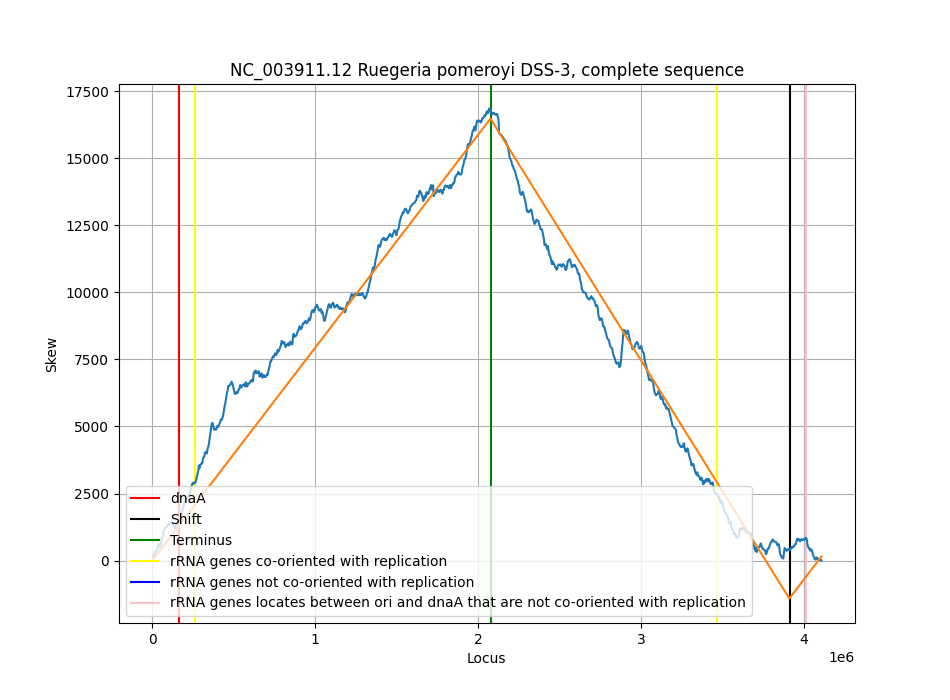 NC_003911.12 Ruegeria pomeroyi DSS-3, complete sequence
17500
15000
12500
10000
7500
5000
2500
0
Skew
dnaA
Shift
Terminus
rRNA genes co-oriented with replication
rRNA genes not co-oriented with replication
rRNA genes locates between ori and dnaA that are not co-oriented with replication
0 1 2 3 4
Locus 1e6